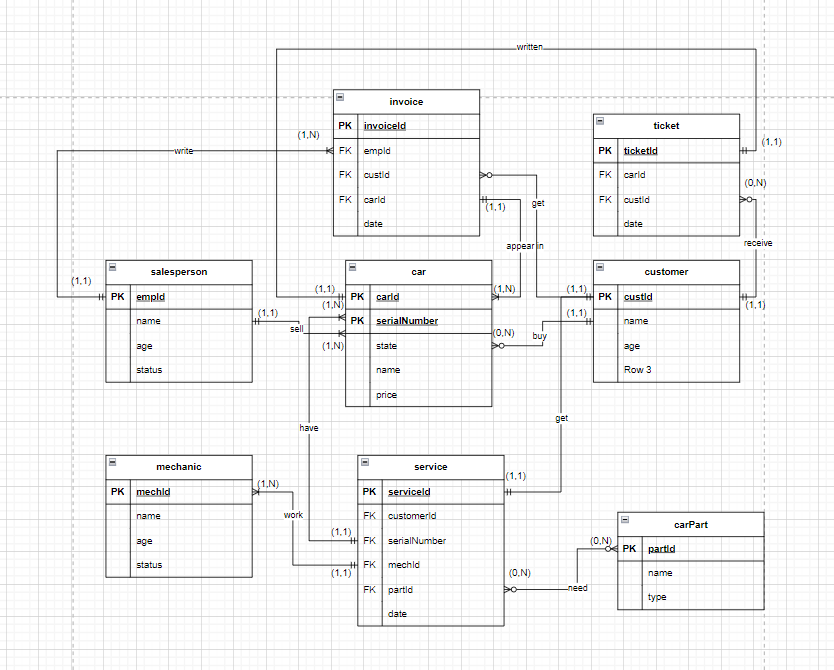 written
invoice
PK invoiceId
FK empId
FK custId
FK carId
date
(1,N)
write
(1,1)
get
(1,1)
appear in
(1,N)
ticket
PK ticketId
FK carId
FK custId
date
(1,1)
(0,N)
receive
(1,1)
salesperson
PK empId
name
age
status
(1,1)
sell
(1,N)
car
PK carId
PK serialNumber
state
name
price
(1,1)
(1,N)
(0,N)
buy
(1,1)
(1,1)
customer
PK custId
name
age
Row 3
have
get
mechanic
PK mechId
name
age
status
(1,N)
work
(1,1)
(1,1)
service
PK serviceId
FK customerId
FK serialNumber
FK mechId
FK partId
date
(1,1)
(0,N)
need
(0,N)
carPart
PK partId
name
type